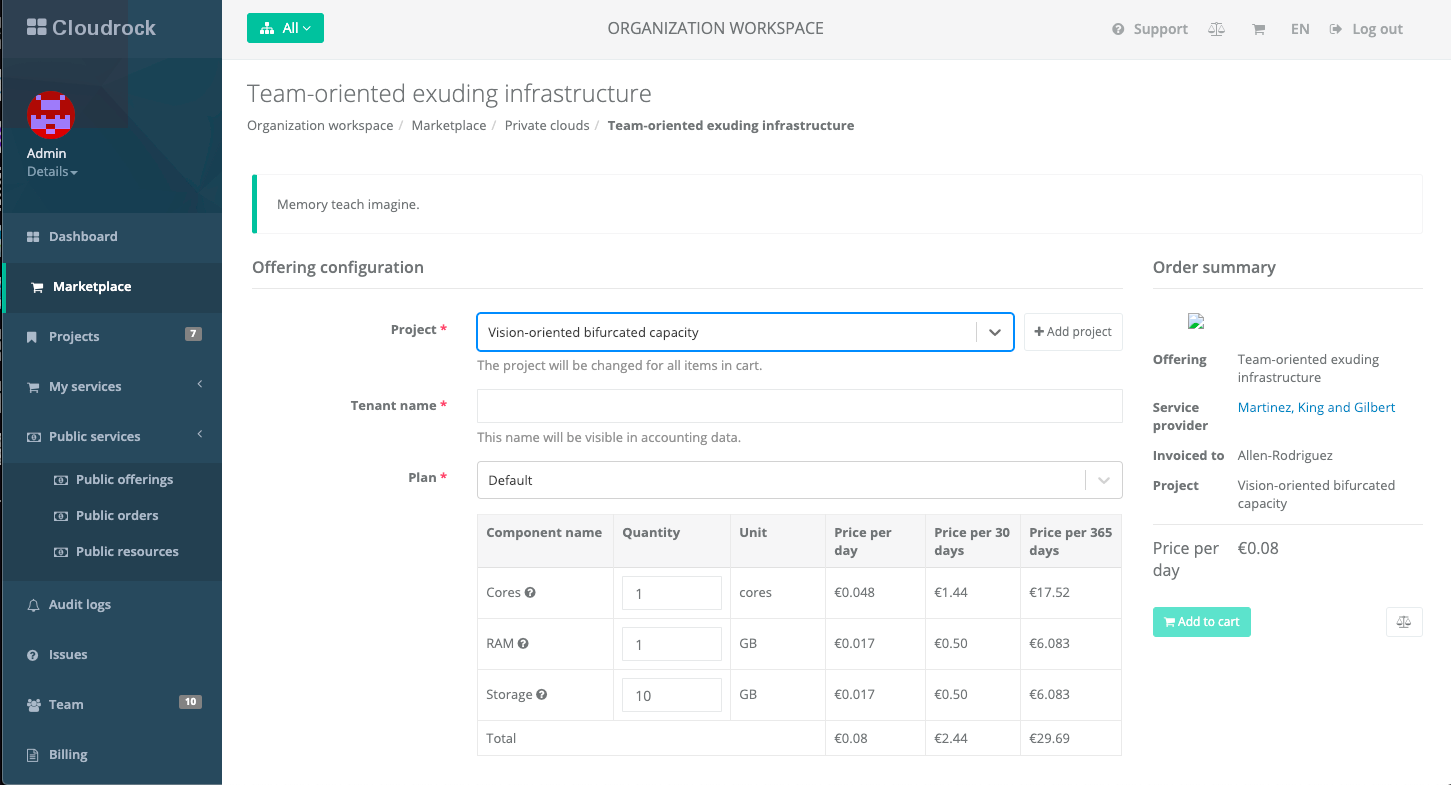 Cloudrock
All
ORGANIZATION WORKSPACE
Support
EN
Log out
Admin
Details
Dashboard
Marketplace
Projects 7
My services
Public services
Public offerings
Public orders
Public resources
Audit logs
Issues
Team 10
Billing
Team-oriented exuding infrastructure
Organization workspace / Marketplace / Private clouds / Team-oriented exuding infrastructure
Memory teach imagine.
Offering configuration
Project * Vision-oriented bifurcated capacity + Add project
The project will be changed for all items in cart.
Tenant name *
This name will be visible in accounting data.
Plan * Default
Component name Quantity Unit Price per day Price per 30 days Price per 365 days
Cores 1 cores €0.048 €1.44 €17.52
RAM 1 GB €0.017 €0.50 €6.083
Storage 10 GB €0.017 €0.50 €6.083
Total €0.08 €2.44 €29.69
Order summary
Offering Team-oriented exuding
infrastructure
Service provider Martinez, King and Gilbert
Invoiced to Allen-Rodriguez
Project Vision-oriented bifurcated
capacity
Price per day €0.08
Add to cart